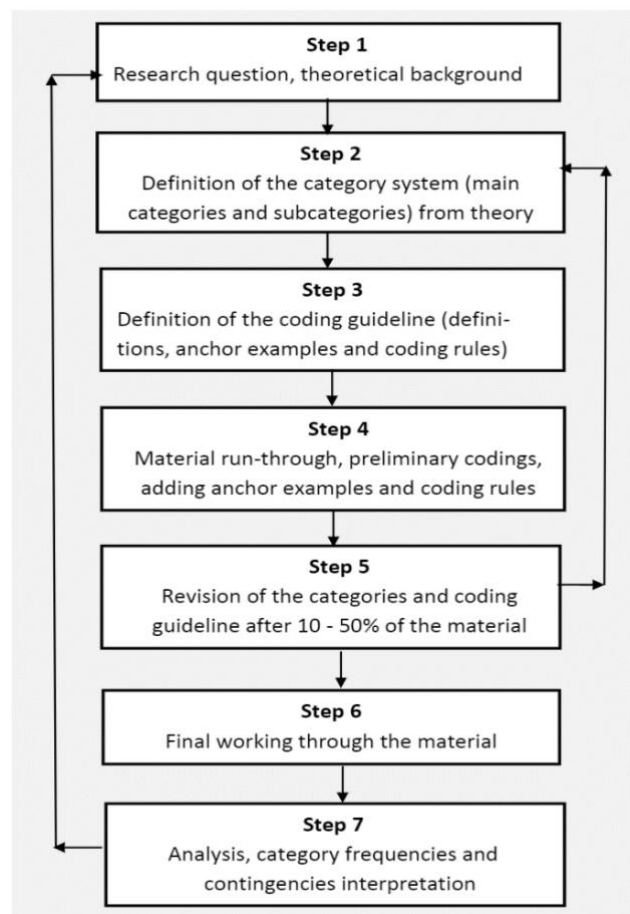 Step 1
Research question, theoretical background
Step 2
Definition of the category system (main
categories and subcategories) from theory
Step 3
Definition of the coding guideline (defini-
tions, anchor examples and coding rules)
Step 4
Material run-through, preliminary codings,
adding anchor examples and coding rules
Step 5
Revision of the categories and coding
guideline after 10 - 50% of the material
Step 6
Final working through the material
Step 7
Analysis, category frequencies and
contingencies interpretation